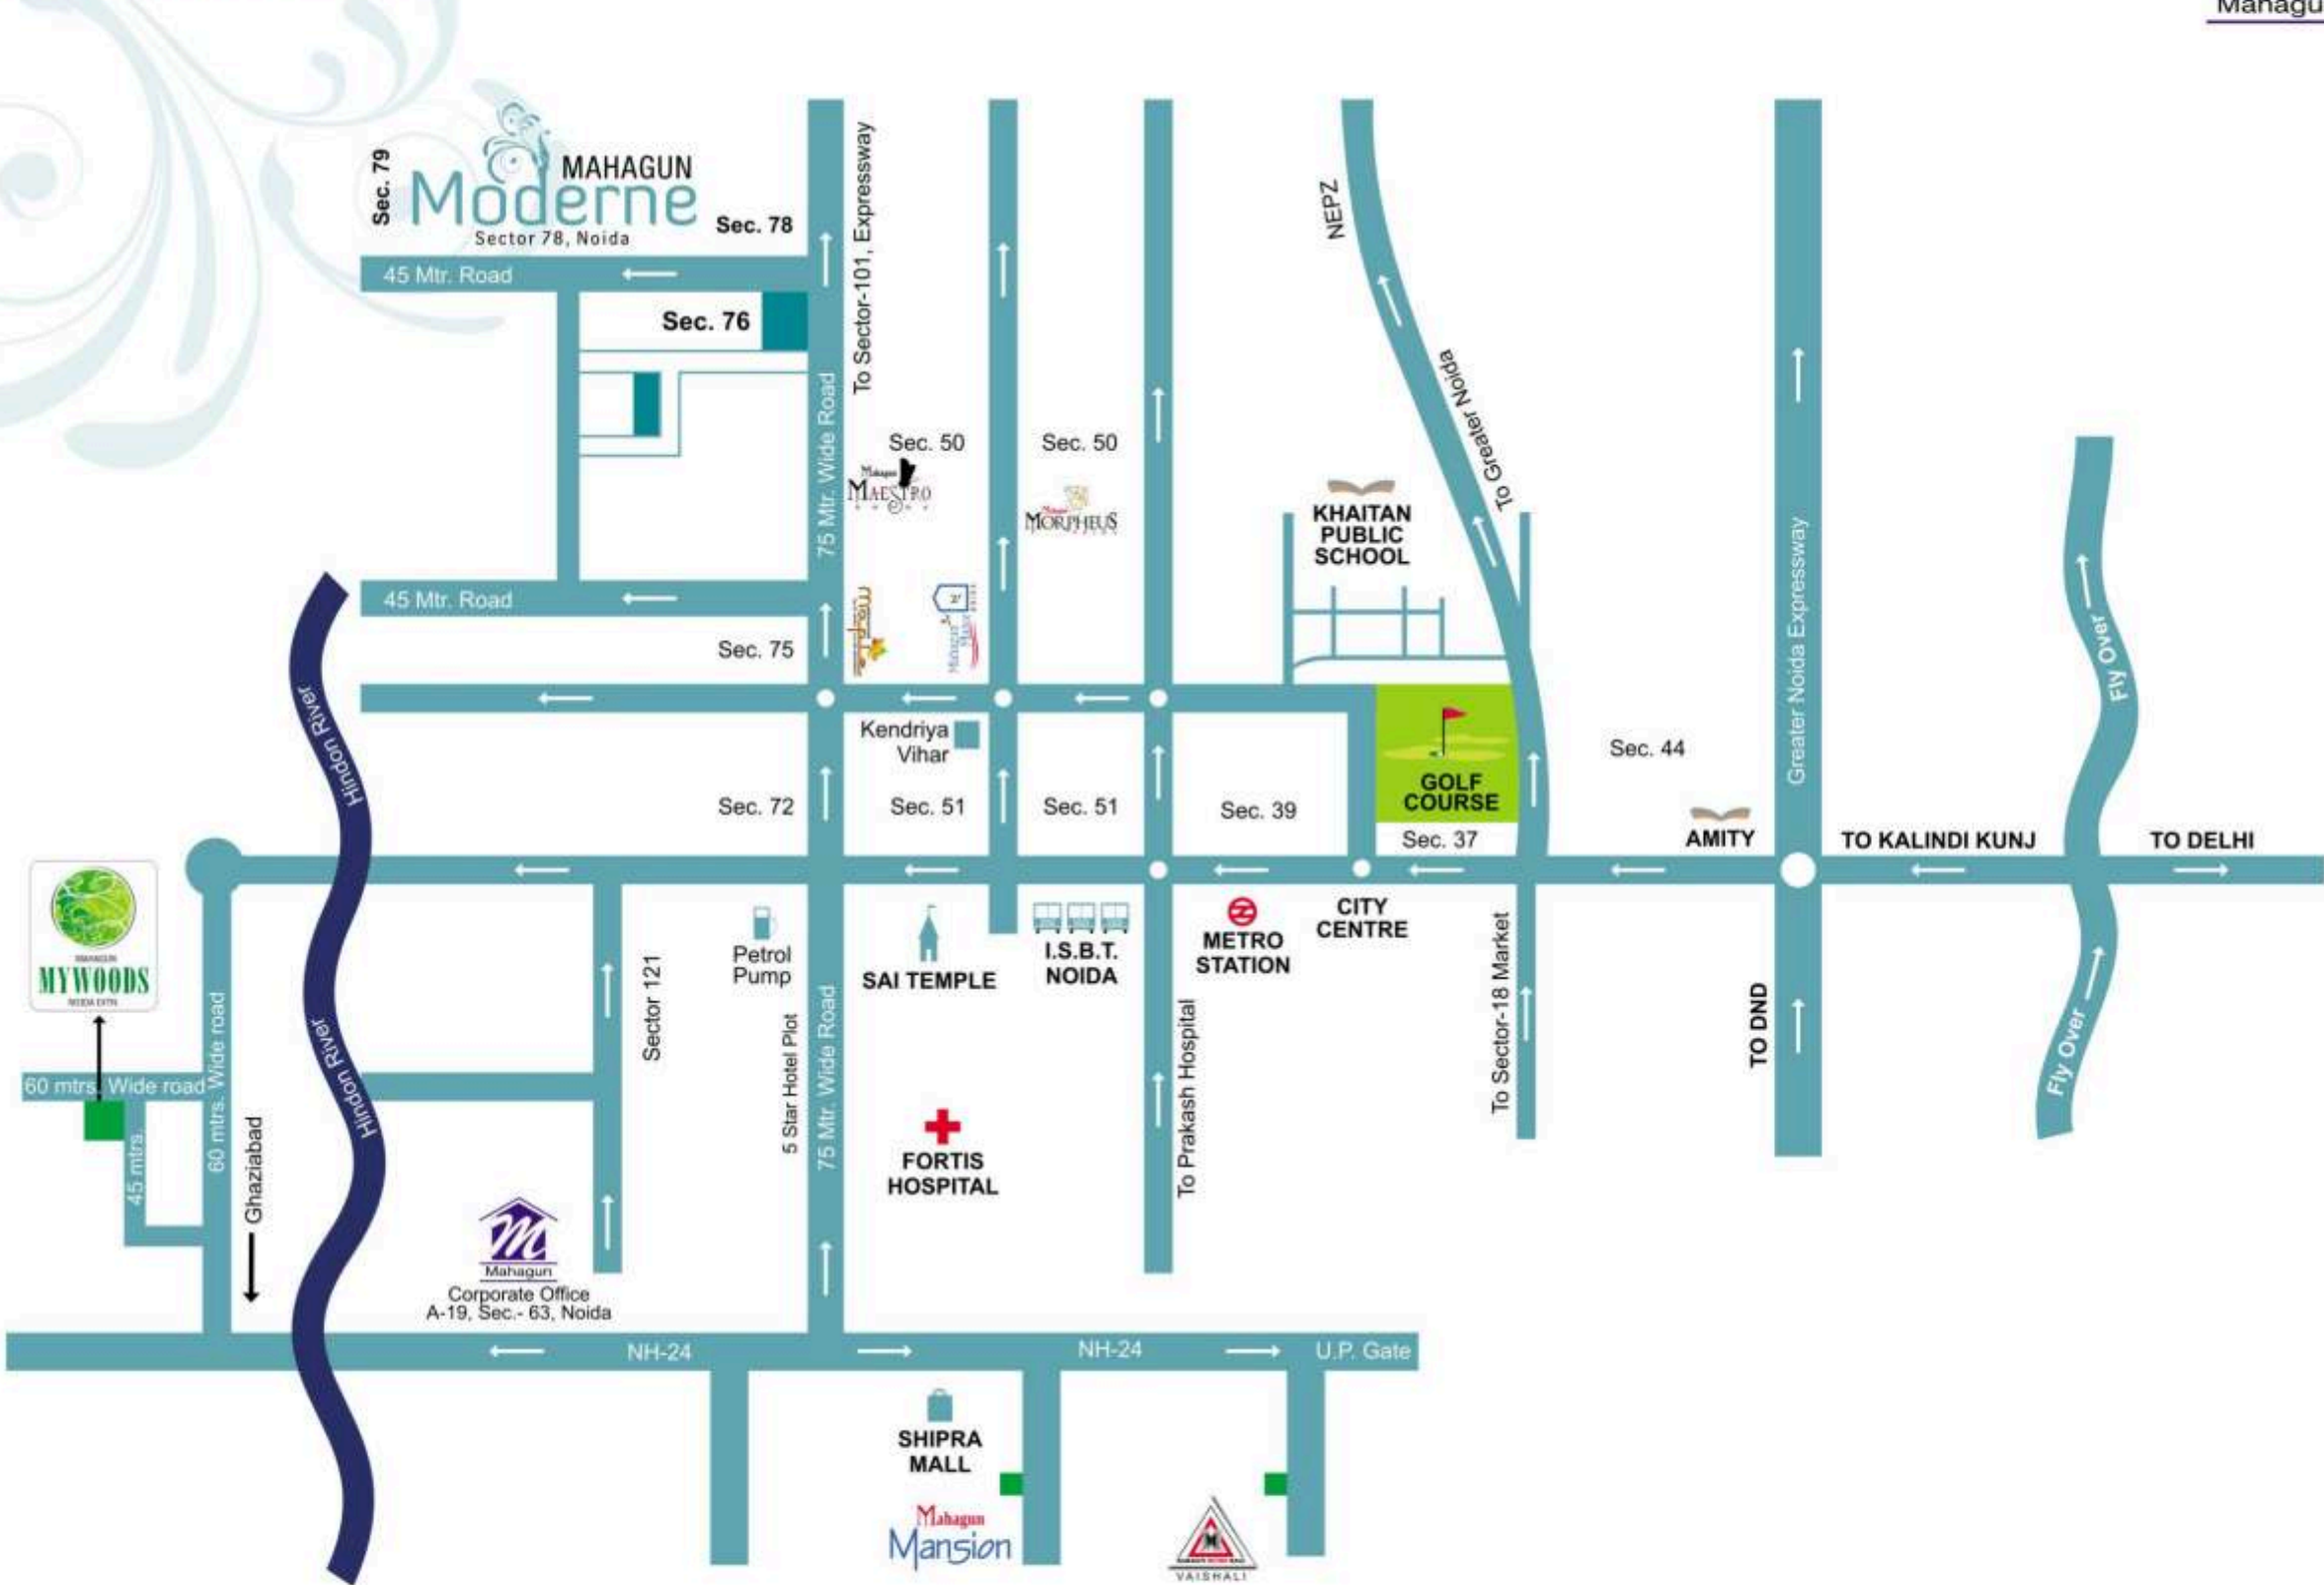 Mahagu
Sec. 79
MAHAGUN
Moderne
Sector 78, Noida
Sec. 78
45 Mtr. Road
Sec. 76
To Sector-101, Expressway
75 Mtr. Wide Road
NEPZ
To Greater Noida
Sec. 50
Sec. 50
Mahagun
MAESTRO
Mahagun
MORPHEUS
KHAITAN
PUBLIC
SCHOOL
Greater Noida Expressway
Fly Over
45 Mtr. Road
Maple
Mahagun
Sec. 75
Hindon River
Kendriya
Vihar
Sec. 72
Sec. 51
Sec. 51
Sec. 39
GOLF
COURSE
Sec. 37
Sec. 44
AMITY
TO KALINDI KUNJ
TO DELHI
MAHAGUN
MYWOODS
NOIDA EXTN.
Petrol
Pump
SAI TEMPLE
I.S.B.T.
NOIDA
METRO
STATION
CITY
CENTRE
To Sector-18 Market
TO DND
Fly Over
Sector 121
5 Star Hotel Plot
75 Mtr. Wide Road
To Prakash Hospital
60 mtrs. Wide road
60 mtrs. Wide road
45 mtrs.
Ghaziabad
Hindon River
FORTIS
HOSPITAL
Mahagun
Corporate Office
A-19, Sec.- 63, Noida
NH-24
NH-24
U.P. Gate
SHIPRA
MALL
Mahagun
Mansion
VAISHALI